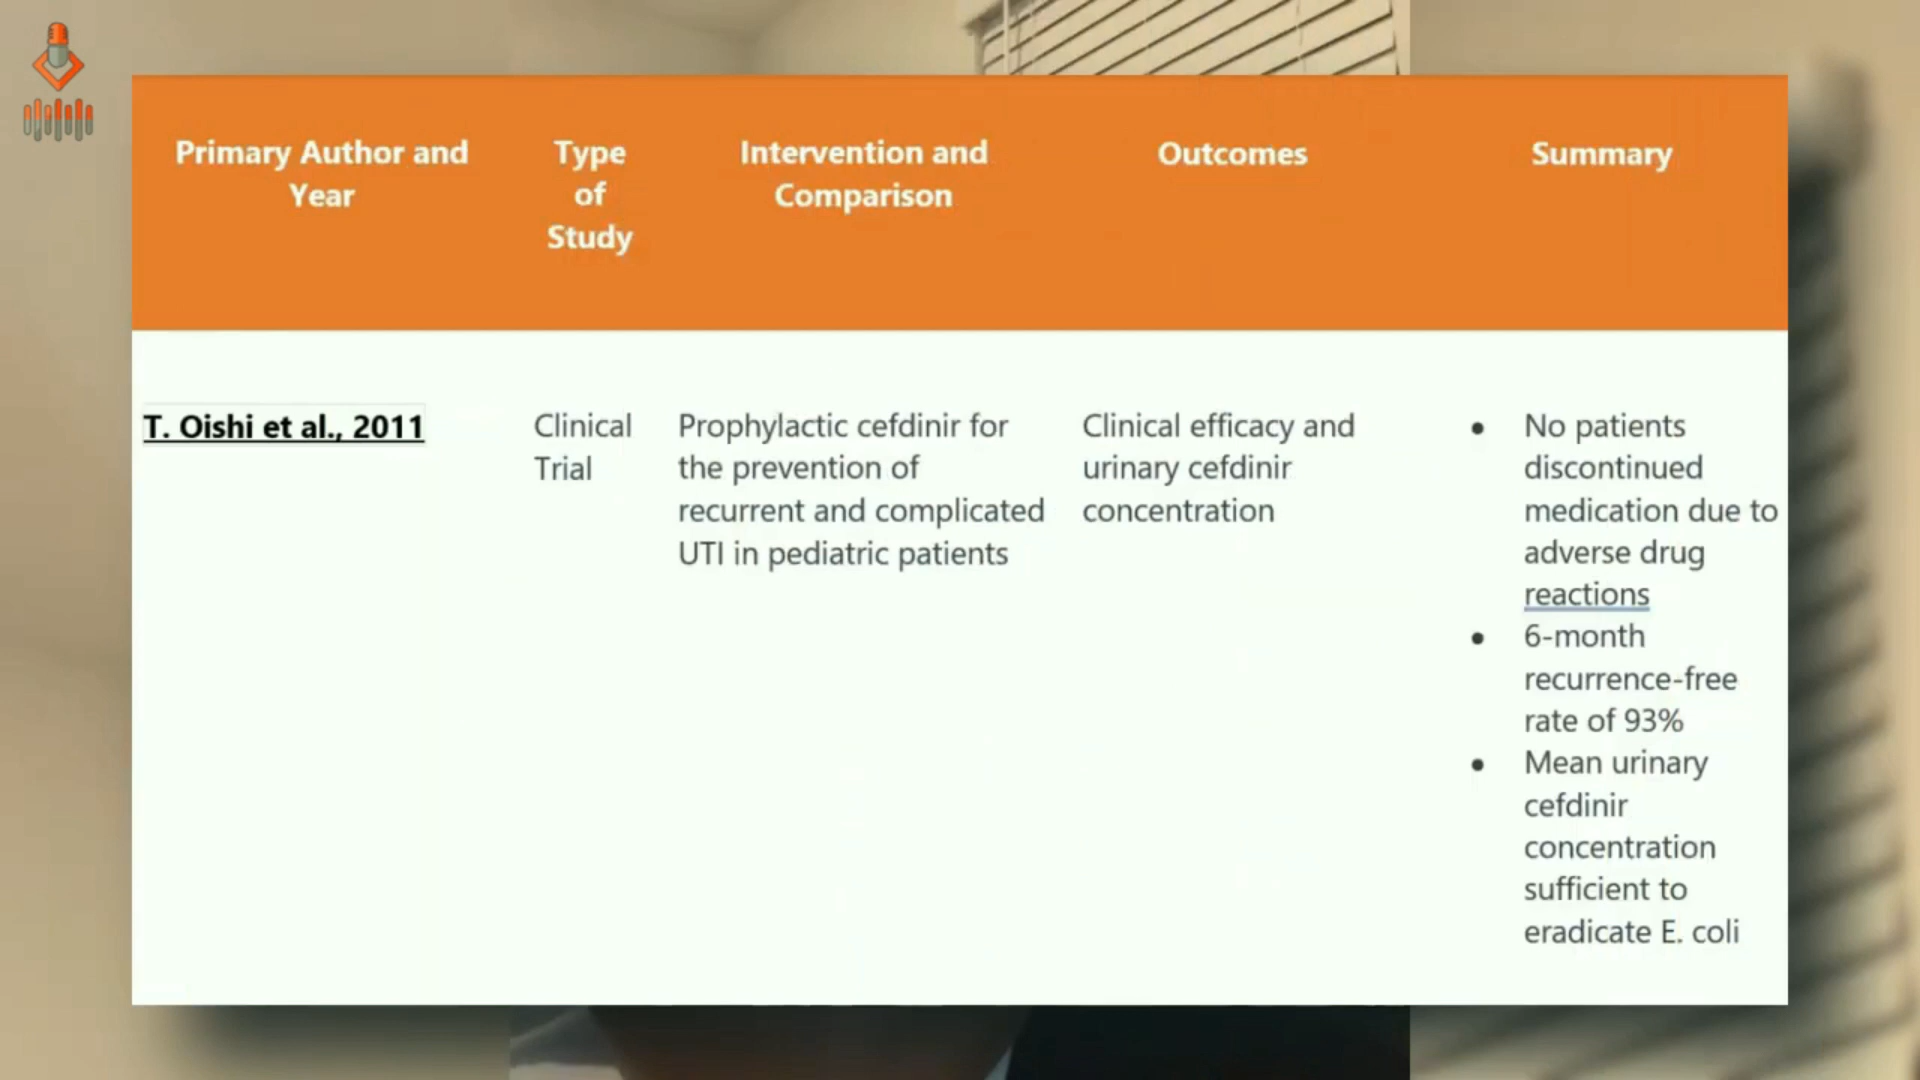 Primary Author and
Year
Type
of
Study
Intervention and
Comparison
Outcomes
Summary
T. Oishi et al., 2011
Clinical
Trial
Prophylactic cefdinir for
the prevention of
recurrent and complicated
UTI in pediatric patients
Clinical efficacy and
urinary cefdinir
concentration
• No patients
discontinued
medication due to
adverse drug
reactions
• 6-month
recurrence-free
rate of 93%
• Mean urinary
cefdinir
concentration
sufficient to
eradicate E. coli